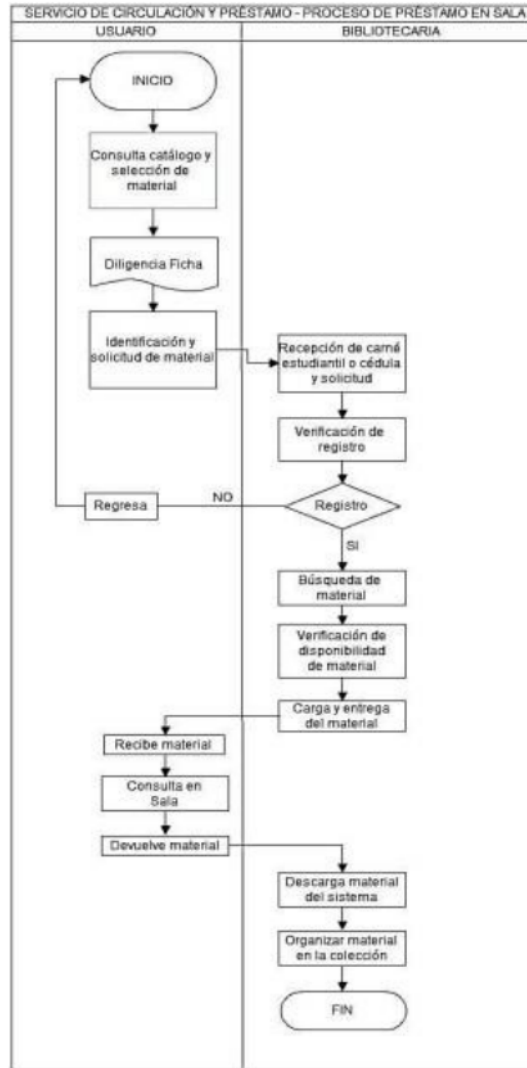 SERVICIO DE CIRCULACIÓN Y PRÉSTAMO - PROCESO DE PRÉSTAMO EN SALA
USUARIO
BIBLIOTECARIA
INICIO
Consulta catálogo y
selección de
material
Diligencia Ficha
Identificación y
solicitud de material
Recepción de carné
estudiantil o cédula
y solicitud
Verificación de
registro
Registro
NO
Regresa
SI
Búsqueda de
material
Verificación de
disponibilidad
de material
Carga y entrega
del material
Recibe material
Consulta en
Sala
Devuelve material
Descarga material
del sistema
Organizar material
en la colección
FIN